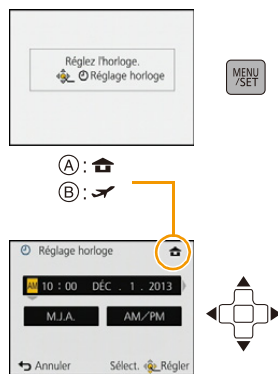 Réglez l'horloge.
Réglage horloge
MENU
/SET
A :
B :
Réglage horloge
AM 10 : 00 DÉC . 1 . 2013
M.J.A. AM/PM
Annuler Sélect. Régler